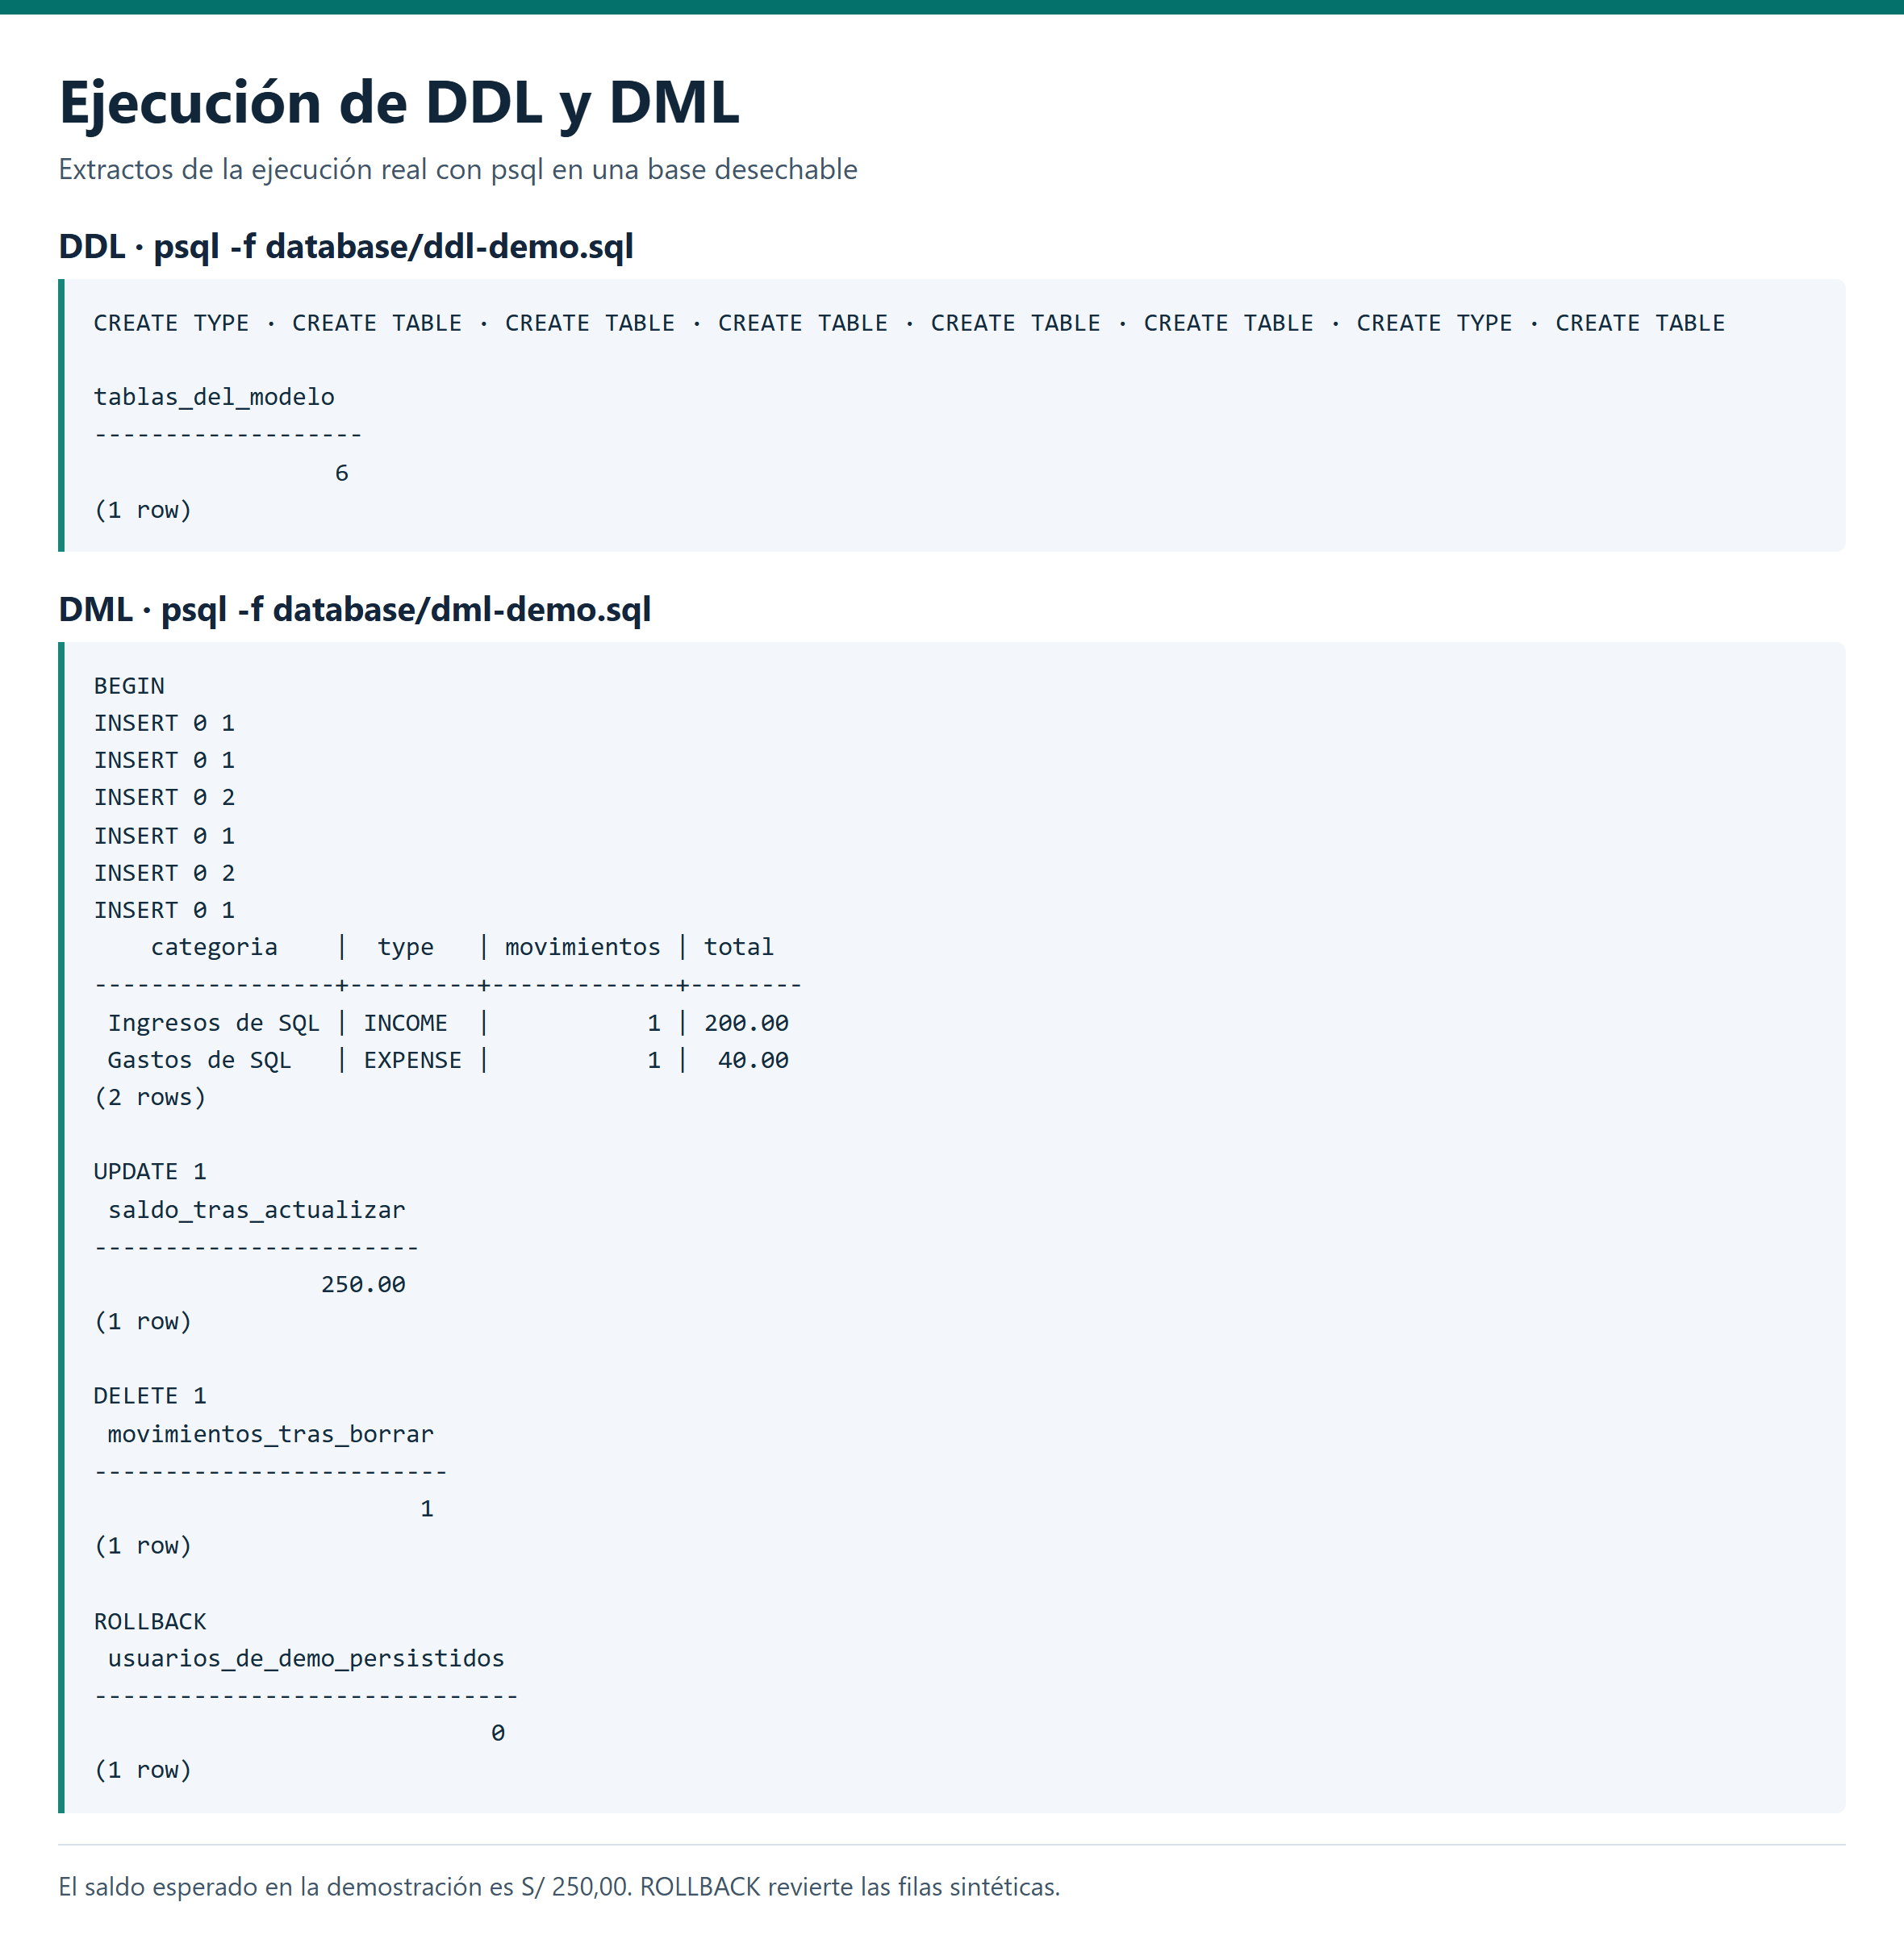 Ejecución de DDL y DML
Extractos de la ejecución real con psql en una base desechable
DDL · psql -f database/ddl-demo.sql
CREATE TYPE · CREATE TABLE · CREATE TABLE · CREATE TABLE · CREATE TABLE · CREATE TABLE · CREATE TYPE · CREATE TABLE
tablas_del_modelo
-------------------
                 6
(1 row)
DML · psql -f database/dml-demo.sql
BEGIN
INSERT 0 1
INSERT 0 1
INSERT 0 2
INSERT 0 1
INSERT 0 2
INSERT 0 1
    categoria    |  type   | movimientos | total
-----------------+---------+-------------+--------
 Ingresos de SQL | INCOME  |           1 | 200.00
 Gastos de SQL   | EXPENSE |           1 |  40.00
(2 rows)
UPDATE 1
 saldo_tras_actualizar
-----------------------
                250.00
(1 row)
DELETE 1
 movimientos_tras_borrar
-------------------------
                       1
(1 row)
ROLLBACK
 usuarios_de_demo_persistidos
------------------------------
                            0
(1 row)
El saldo esperado en la demostración es S/ 250,00. ROLLBACK revierte las filas sintéticas.